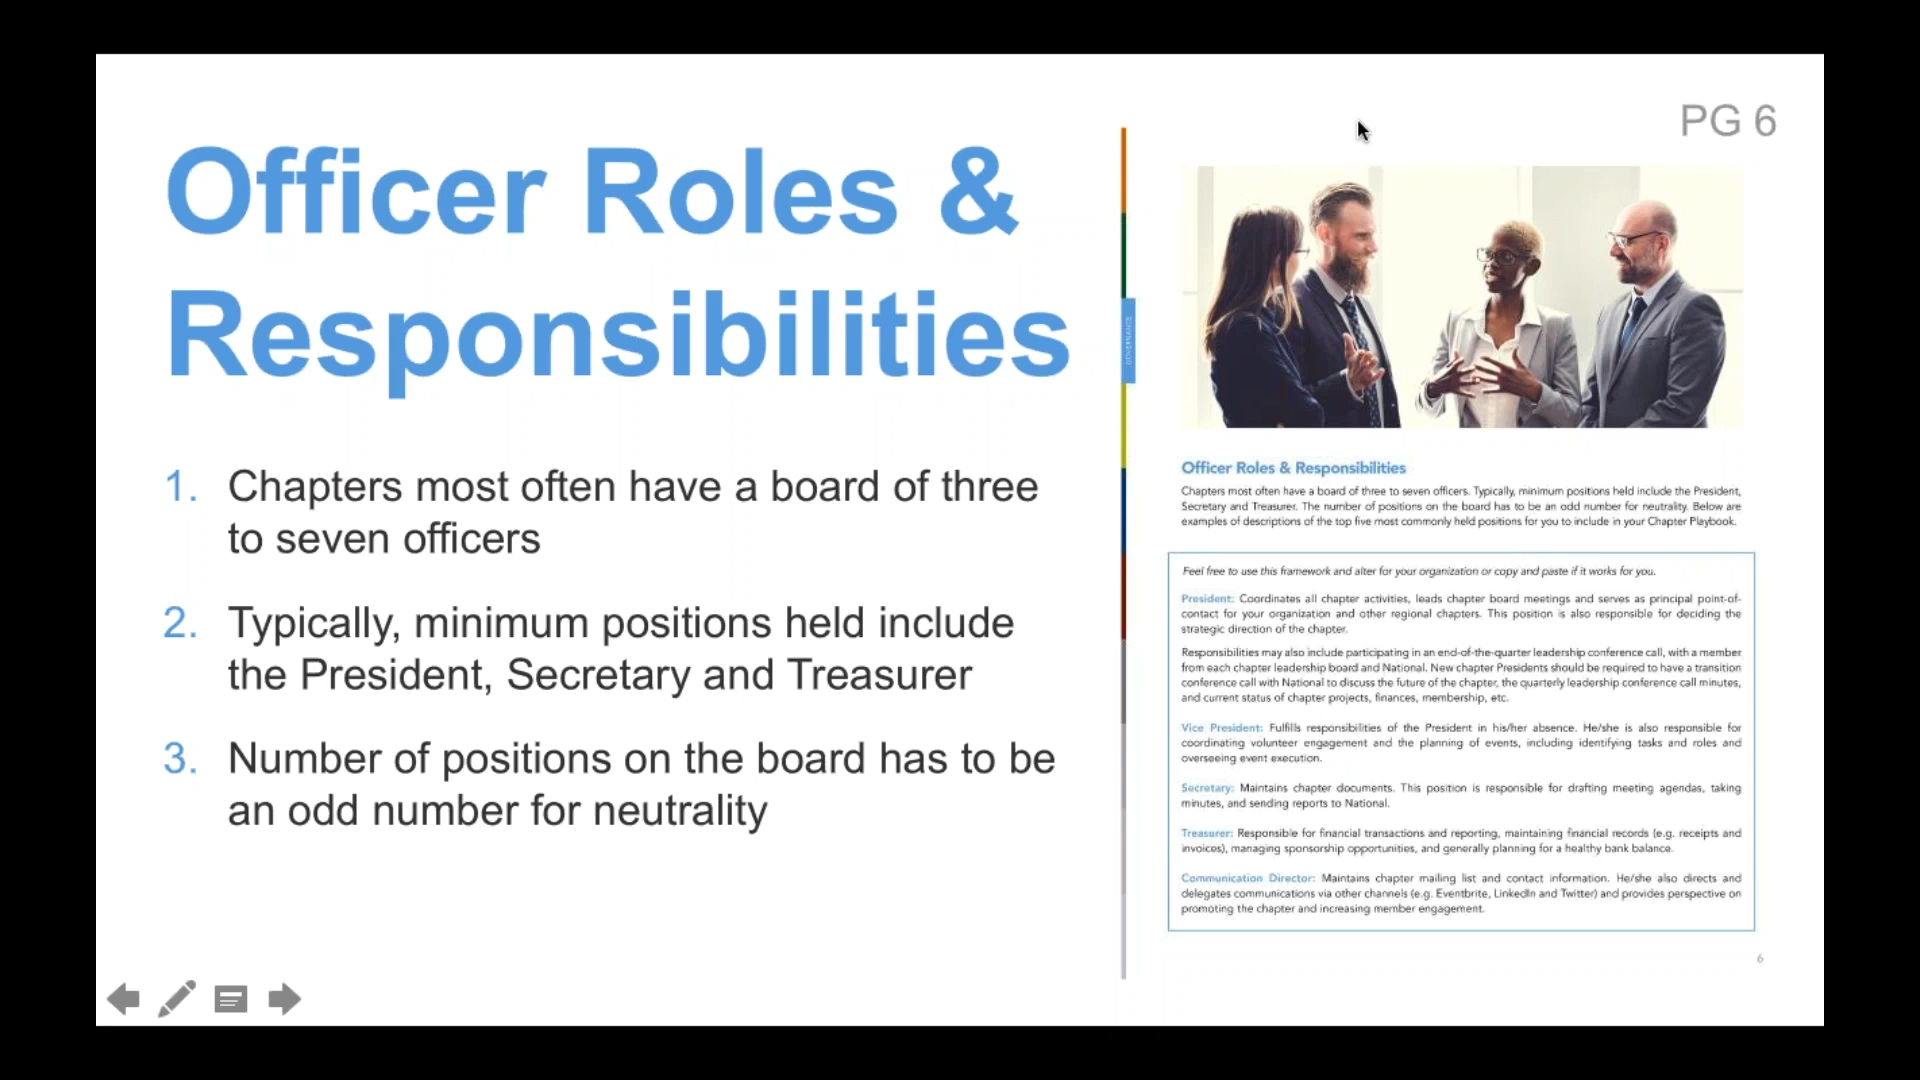 PG 6
Officer Roles &
Responsibilities
1. Chapters most often have a board of three
to seven officers
2. Typically, minimum positions held include
the President, Secretary and Treasurer
3. Number of positions on the board has to be
an odd number for neutrality
Officer Roles & Responsibilities
Chapters most often have a board of three to seven officers. Typically, minimum positions held include the President,
Secretary and Treasurer. The number of positions on the board has to be an odd number for neutrality. Below are
examples of descriptions of the top five most commonly held positions for you to include in your Chapter Playbook.
Feel free to use this framework and alter for your organization or copy and paste if it works for you.
President: Coordinates all chapter activities, leads chapter board meetings and serves as principal point-of-
contact for your organization and other regional chapters. This position is also responsible for deciding the
strategic direction of the chapter.
Responsibilities may also include participating in an end-of-the-quarter leadership conference call, with a member
from each chapter leadership board and National. New chapter Presidents should be required to have a transition
conference call with National to discuss the future of the chapter, the quarterly leadership conference call minutes,
and current status of chapter projects, finances, membership, etc.
Vice President: Fulfills responsibilities of the President in his/her absence. He/she is also responsible for
coordinating volunteer engagement and the planning of events, including identifying tasks and roles and
overseeing event execution.
Secretary: Maintains chapter documents. This position is responsible for drafting meeting agendas, taking
minutes, and sending reports to National.
Treasurer: Responsible for financial transactions and reporting, maintaining financial records (e.g. receipts and
invoices), managing sponsorship opportunities, and generally planning for a healthy bank balance.
Communication Director: Maintains chapter mailing list and contact information. He/she also directs and
delegates communications via other channels (e.g. Eventbrite, LinkedIn and Twitter) and provides perspective on
promoting the chapter and increasing member engagement.
6